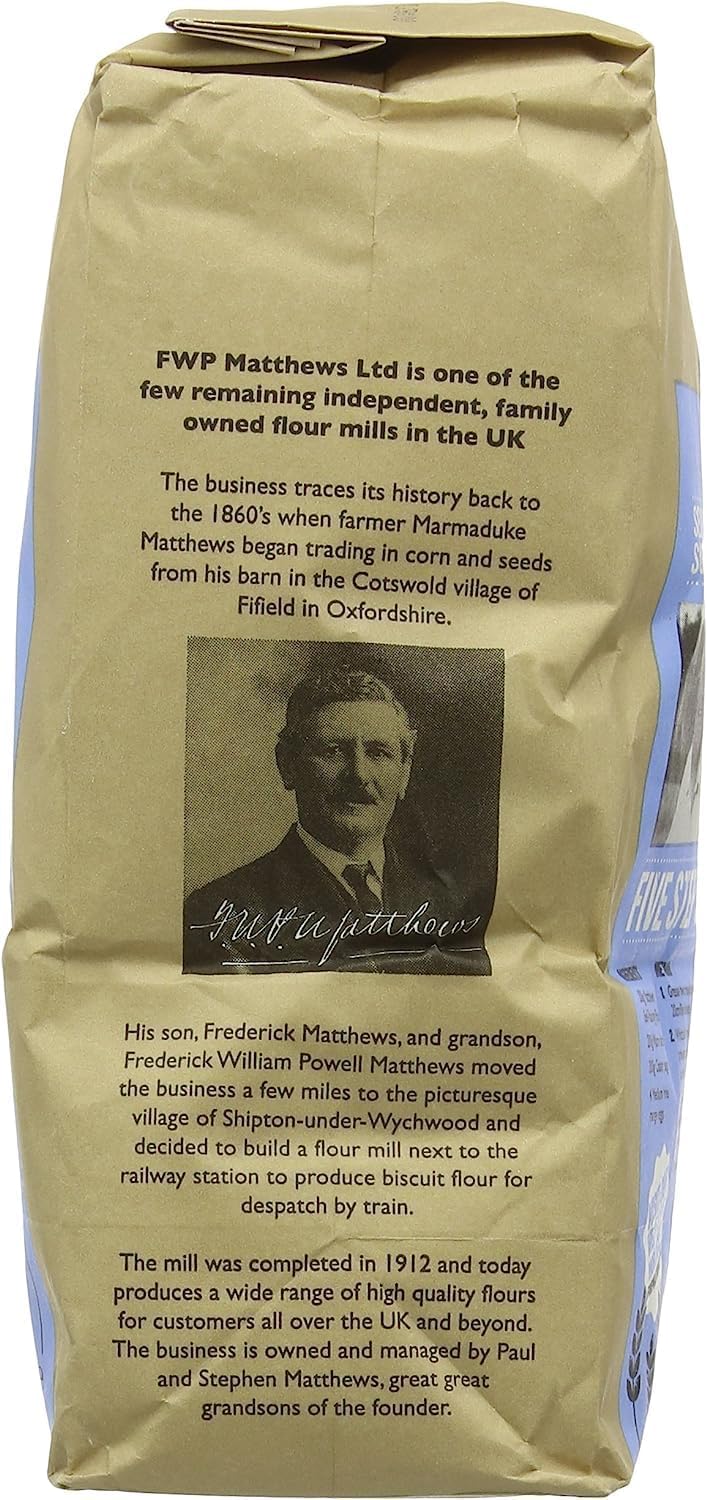 FWP Matthews Ltd is one of the
few remaining independent, family
owned flour mills in the UK
The business traces its history back to
the 1860's when farmer Marmaduke
Matthews began trading in corn and seeds
from his barn in the Cotswold village of
Fifield in Oxfordshire.
His son, Frederick Matthews, and grandson,
Frederick William Powell Matthews moved
the business a few miles to the picturesque
village of Shipton-under-Wychwood and
decided to build a flour mill next to the
railway station to produce biscuit flour for
despatch by train.
The mill was completed in 1912 and today
produces a wide range of high quality flours
for customers all over the UK and beyond.
The business is owned and managed by Paul
and Stephen Matthews, great great
grandsons of the founder.
FIVE